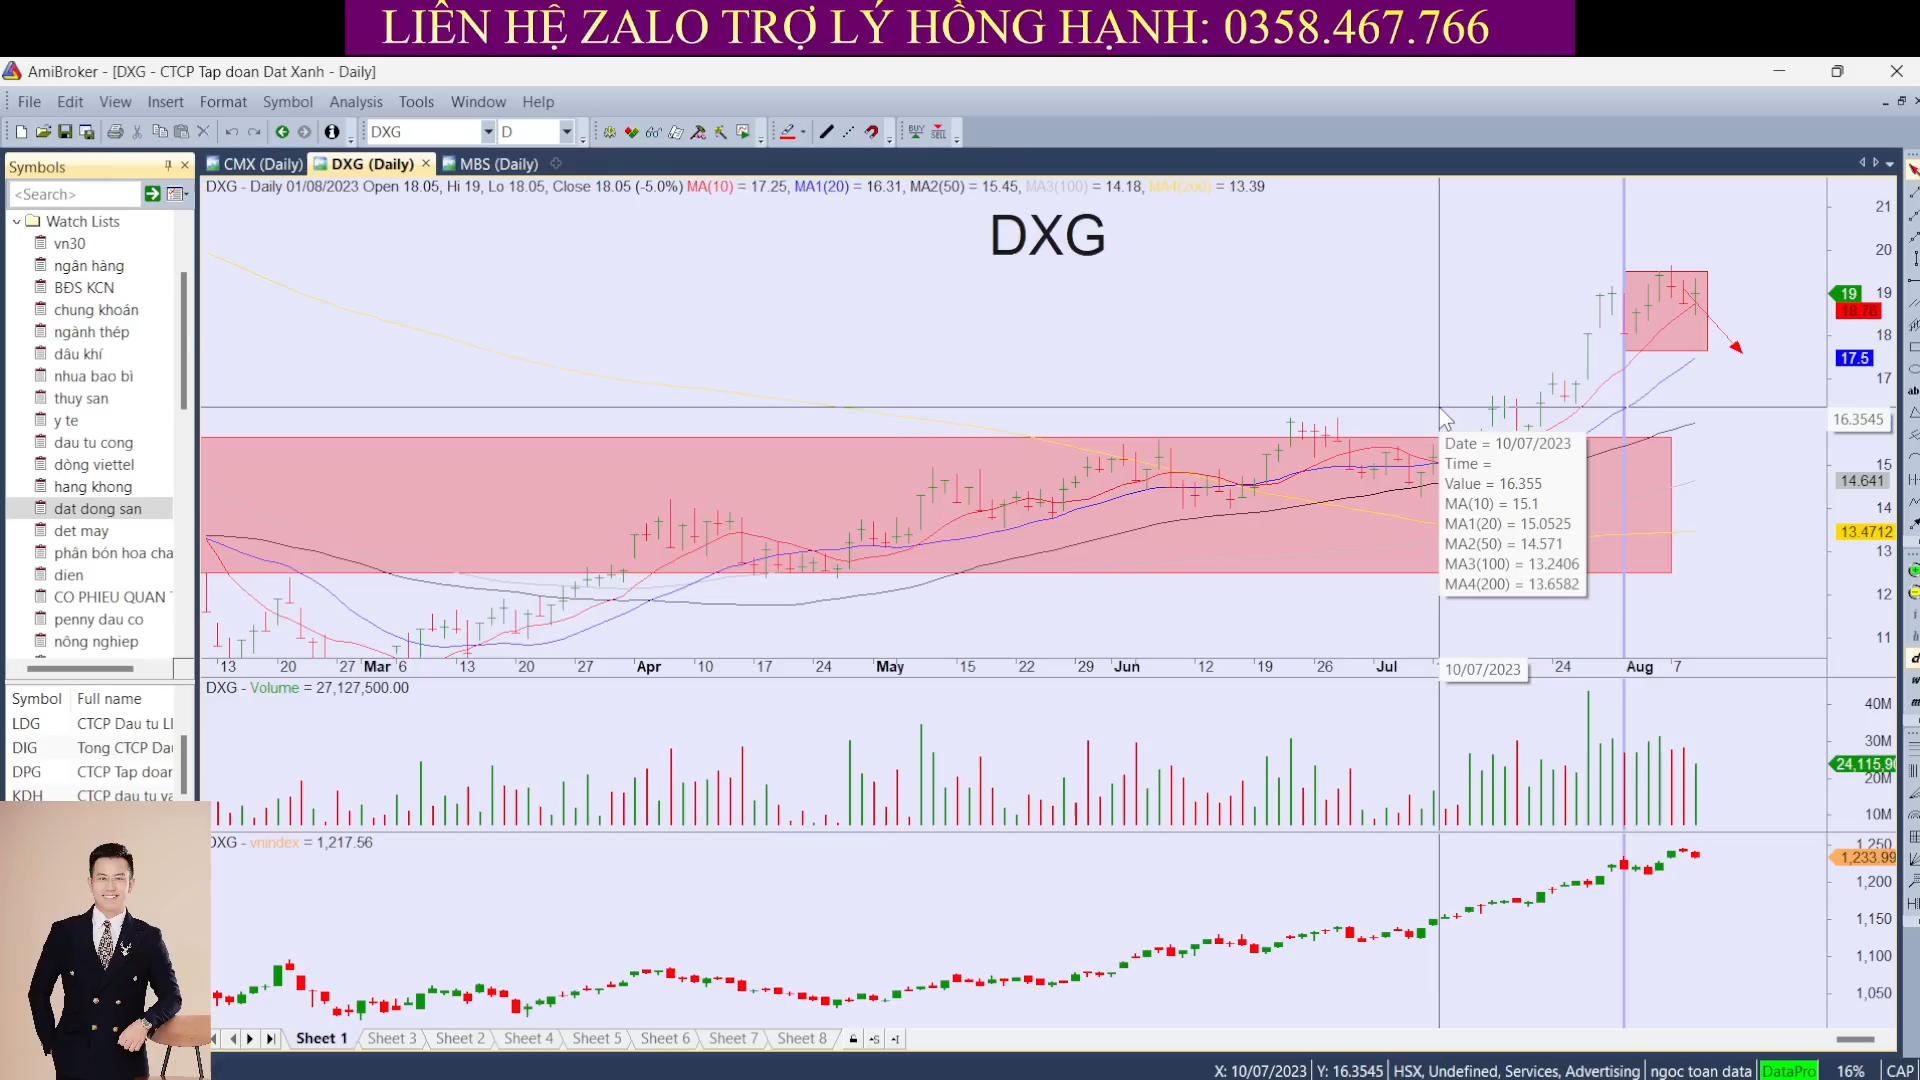 LIÊN HỆ ZALO TRỢ LÝ HỒNG HẠNH: 0358.467.766
AmiBroker - [DXG - CTCP Tap doan Dat Xanh - Daily]
File Edit View Insert Format Symbol Analysis Tools Window Help
DXG D BUY SELL
Symbols CMX (Daily) DXG (Daily) MBS (Daily)
<Search>
DXG - Daily 01/08/2023 Open 18.05, Hi 19, Lo 18.05, Close 18.05 (-5.0%) MA(10) = 17.25, MA1(20) = 16.31, MA2(50) = 15.45, MA3(100) = 14.18, MA4(200) = 13.39
DXG
Watch Lists
vn30
ngân hàng
BĐS KCN
chung khoán
ngành thép
dầu khí
nhua bao bì
thuy san
y te
dau tu cong
dòng viettel
hang khong
dat dong san
det may
phân bón hoa cha
dien
CO PHIEU QUAN
penny dau co
nông nghiep
Symbol Full name
LDG CTCP Dau tu LI
DIG Tong CTCP Dau
DPG CTCP Tap doar
KDH CTCP dau tu va
21
20
19 19
18.76
18
17.5
17
16.3545
15
14.641
14
13.4712
13
12
11
Date = 10/07/2023
Time =
Value = 16.355
MA(10) = 15.1
MA1(20) = 15.0525
MA2(50) = 14.571
MA3(100) = 13.2406
MA4(200) = 13.6582
13 20 27 Mar 6 13 20 27 Apr 10 17 24 May 15 22 29 Jun 12 19 26 Jul 10/07/2023 24 Aug 7
DXG - Volume = 27,127,500.00
40M
30M
24,115,90
20M
10M
DXG - vnindex = 1,217.56
1,250
1,233.99
1,200
1,150
1,100
1,050
Sheet 1 Sheet 3 Sheet 2 Sheet 4 Sheet 5 Sheet 6 Sheet 7 Sheet 8
X: 10/07/2023 Y: 16.3545 HSX, Undefined, Services, Advertising ngoc toan data DataPro 16% CAP